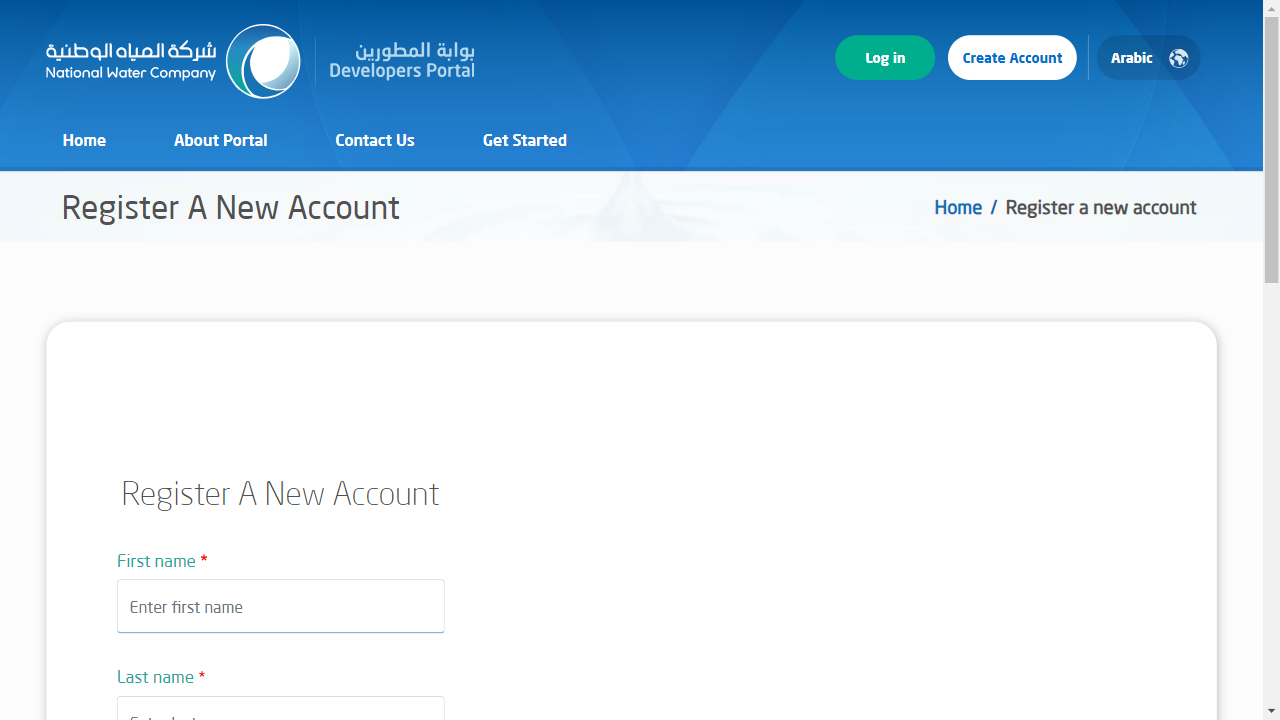 شركة المياه الوطنية
National Water Company
بوابة المطورين
Developers Portal
Log in
Create Account
Arabic
Home
About Portal
Contact Us
Get Started
Register A New Account
Home / Register a new account
Register A New Account
First name *
Enter first name
Last name *